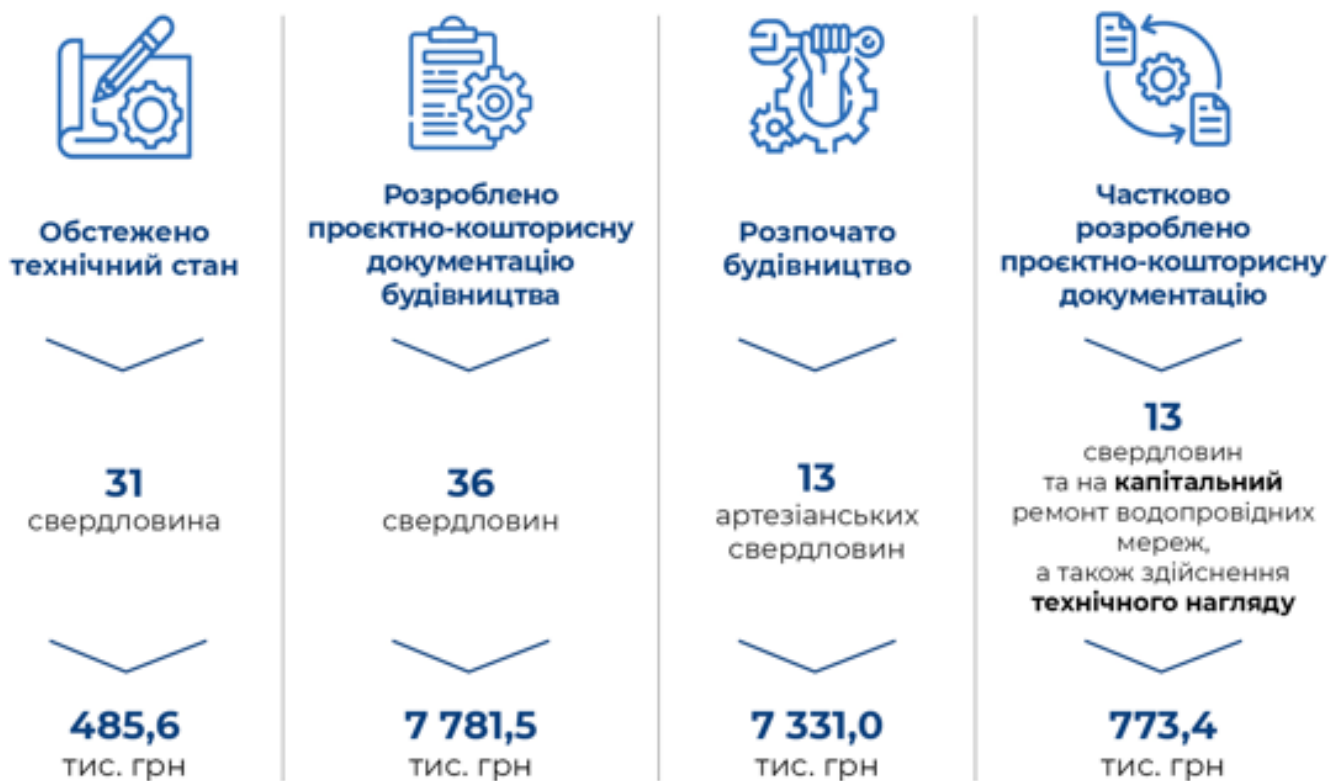 Обстежено
технічний стан
31
свердловина
485,6
тис. грн
Розроблено
проєктно-кошторисну
документацію
будівництва
36
свердловин
7 781,5
тис. грн
Розпочато
будівництво
13
артезіанських
свердловин
7 331,0
тис. грн
Частково
розроблено
проєктно-кошторисну
документацію
13
свердловин
та на капітальний
ремонт водопровідних
мереж,
а також здійснення
технічного нагляду
773,4
тис. грн